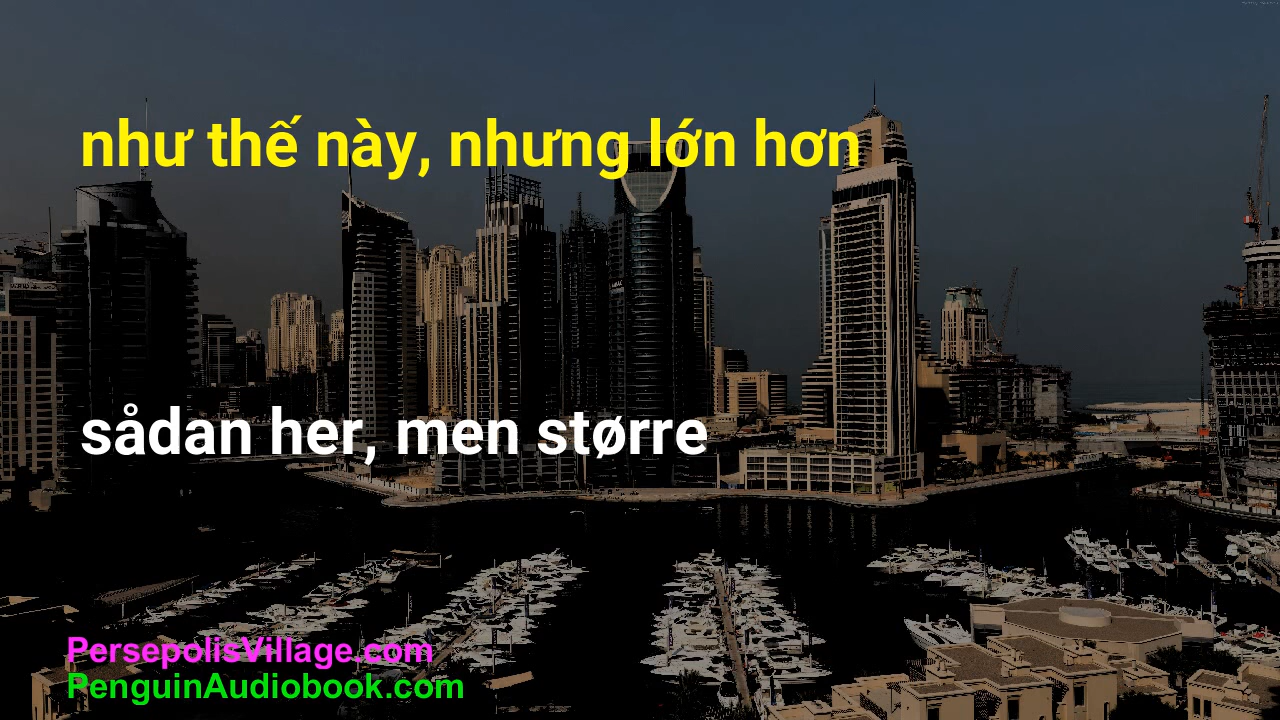 như thế này, nhưng lớn hơn
sådan her, men større
PersepolisVillage.com
PenguinAudiobook.com